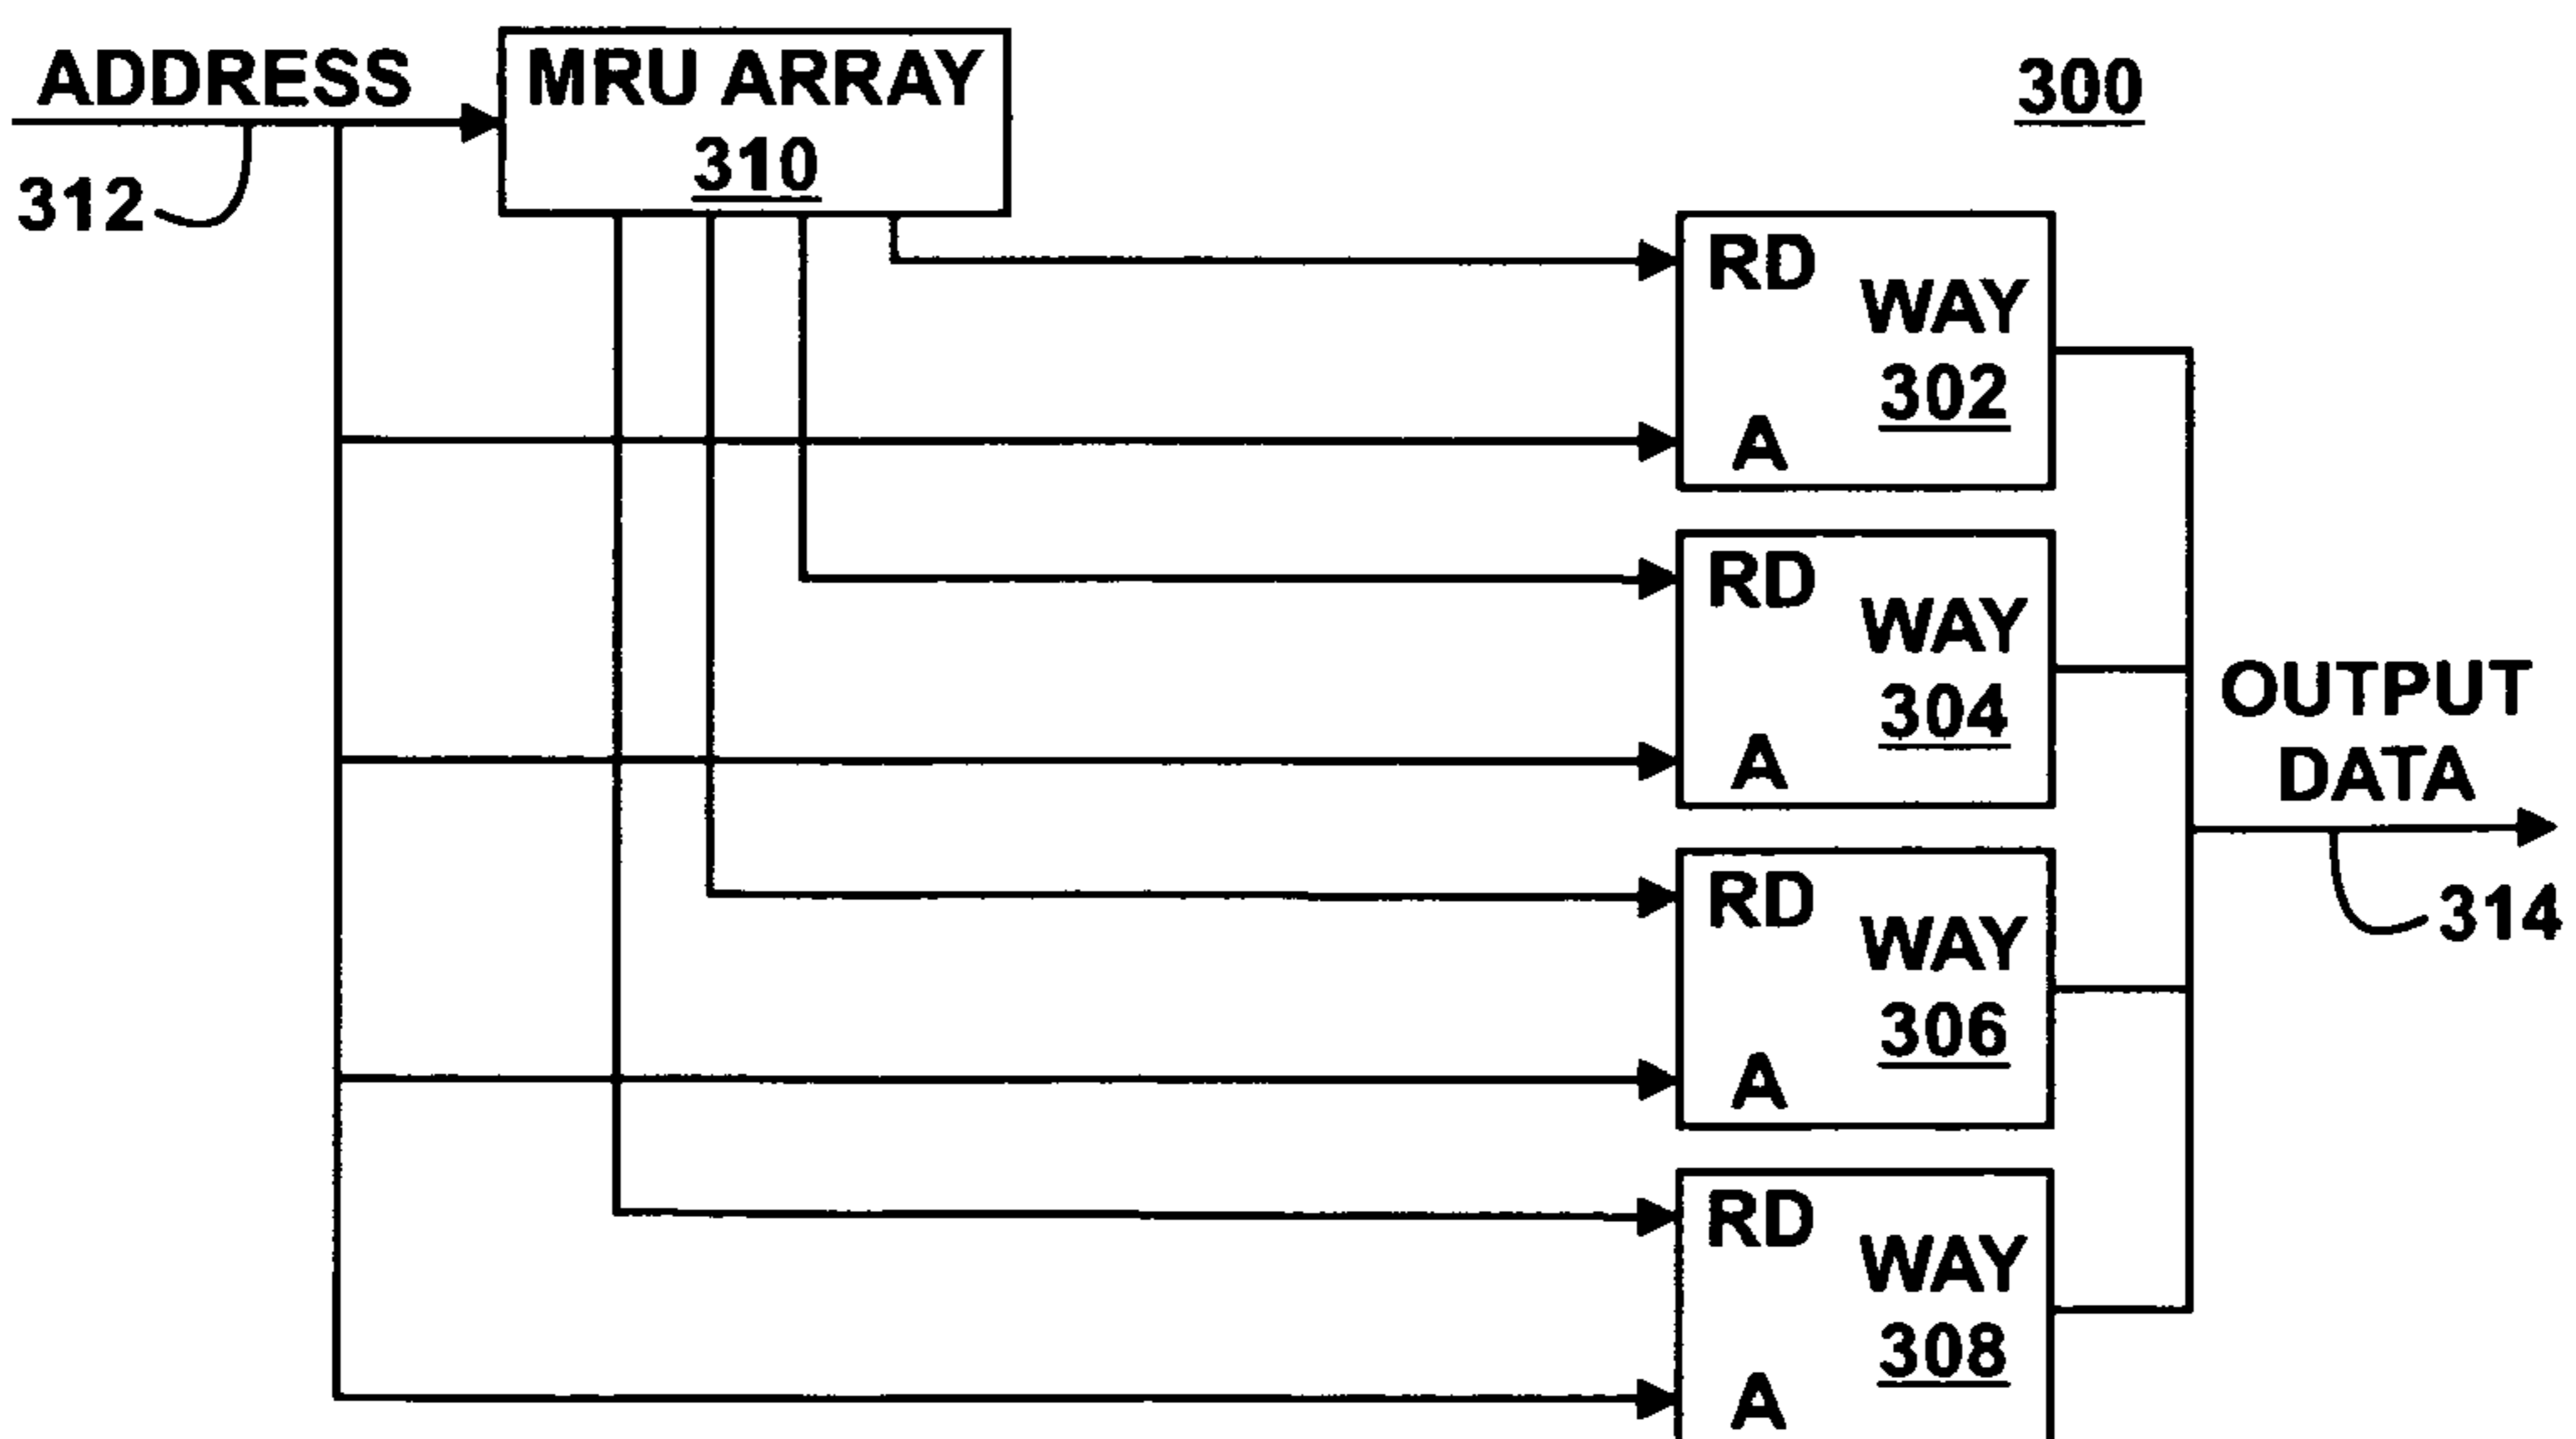 ADDRESS
312
MRU ARRAY
310
300
RD
WAY
302
A
RD
WAY
304
A
OUTPUT
DATA
314
RD
WAY
306
A
RD
WAY
308
A